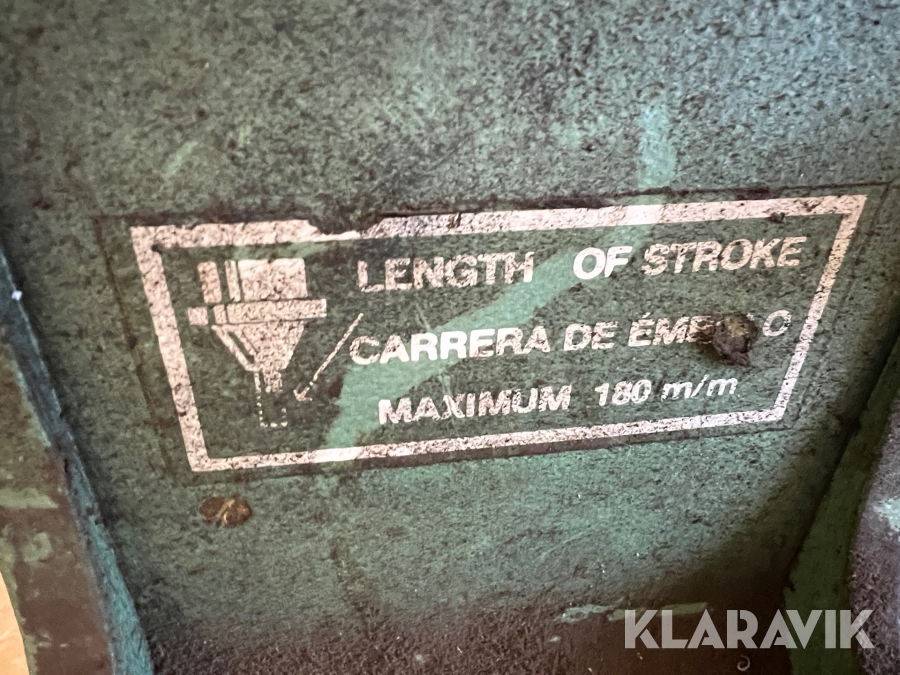 LENGTH OF STROKE
CARRERA DE
MAXIMUM 180 m/m
KLARAVIK